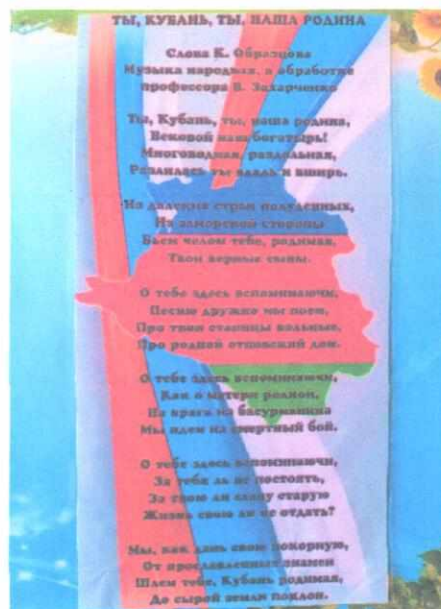 ТЫ, КУБАНЬ, ТЫ, НАША РОДИНА
Слова К. Образцова
Музыка народная, в обработке
профессора В. Захарченко
Ты, Кубань, ты, наша родина,
Вековой наш богатырь!
Многоводная, раздольная,
Разлилась ты вдаль и вширь.
Из далеких стран полуденных,
Из заморской стороны
Бьем челом тебе, родимая,
Твои верные сыны.
О тебе здесь вспоминаючи,
Песню дружно мы поем,
Про твои станицы вольные,
Про родной отцовский дом.
О тебе здесь вспоминаючи,
Как о матери родной,
На врага на басурманина
Мы идем на смертный бой.
О тебе здесь вспоминаючи,
За тебя ль не постоять,
За твою ли славу старую
Жизнь свою ли не отдать?
Мы, как дань свою покорную,
От прославленных знамен
Шлем тебе, Кубань родимая,
До сырой земли поклон.